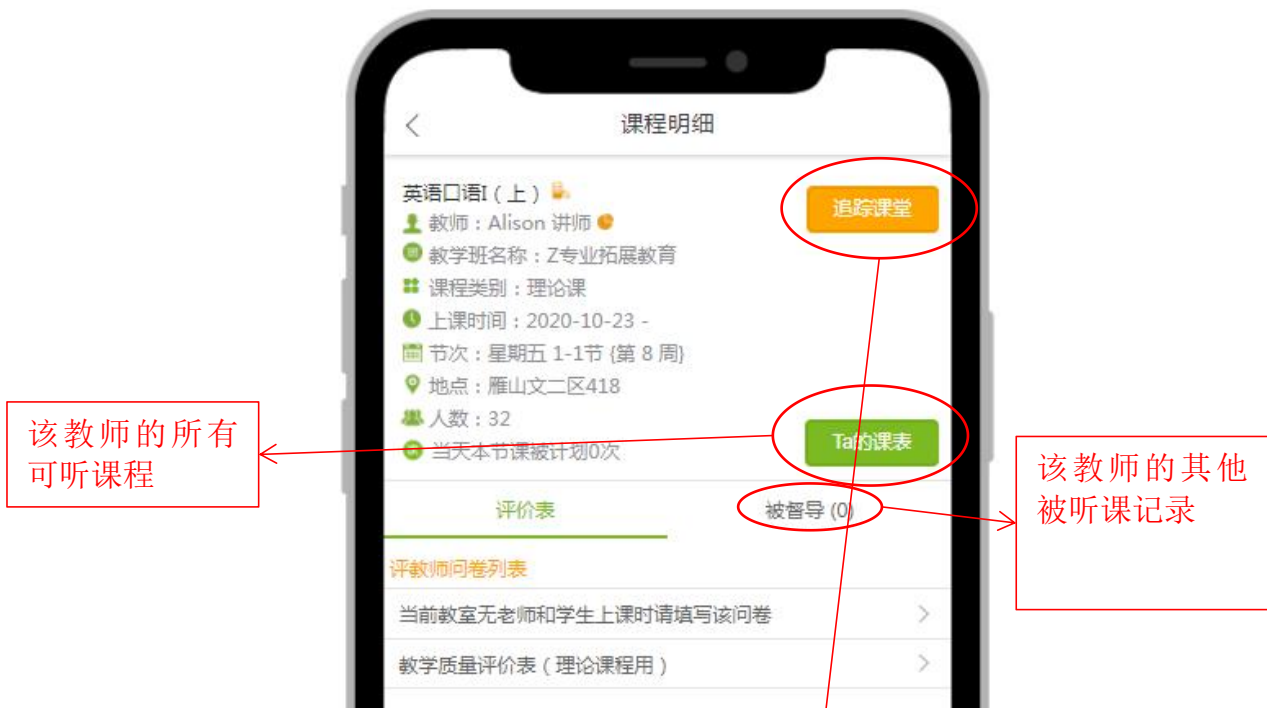 课程明细
英语口语I（上）
追踪课堂
教师：Alison 讲师
教学班名称：Z专业拓展教育
课程类别：理论课
上课时间：2020-10-23 -
节次：星期五 1-1节 {第 8 周}
地点：雁山文二区418
人数：32
当天本节课被计划0次
Ta的课表
该教师的所有
可听课程
该教师的其他
被听课记录
评价表
被督导 (0)
评教师问卷列表
当前教室无老师和学生上课时请填写该问卷
教学质量评价表（理论课程用）